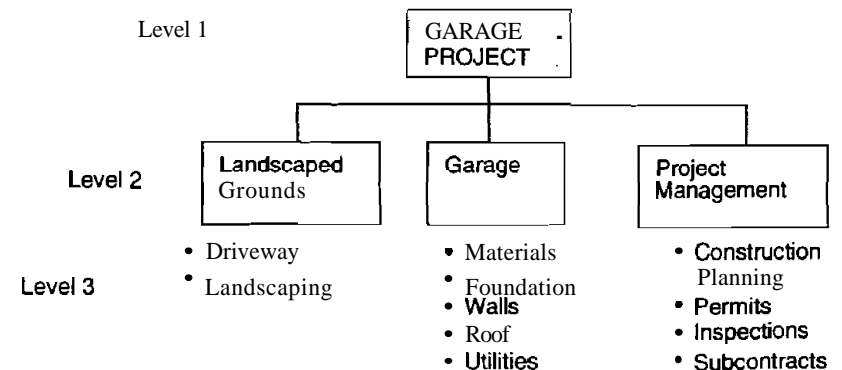 Level 1
GARAGE
PROJECT
Level 2
Landscaped
Grounds
Garage
Project
Management
Level 3
• Driveway
• Landscaping
• Materials
• Foundation
• Walls
• Roof
• Utilities
• Construction
Planning
• Permits
• Inspections
• Subcontracts